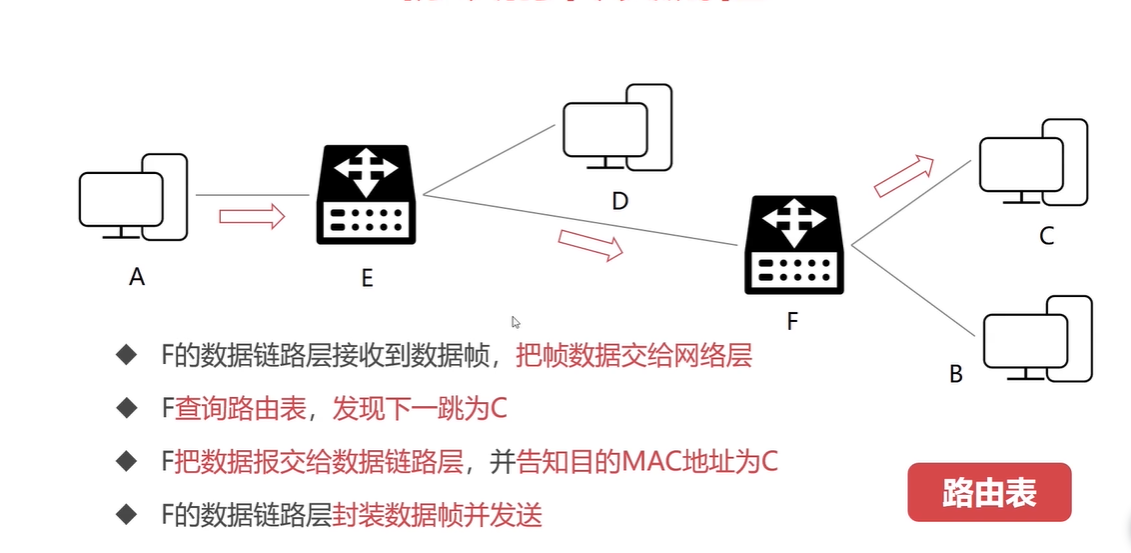 D
C
A
E
F
B
F的数据链路层接收到数据帧，把帧数据交给网络层
F查询路由表，发现下一跳为C
F把数据报交给数据链路层，并告知目的MAC地址为C
F的数据链路层封装数据帧并发送
路由表